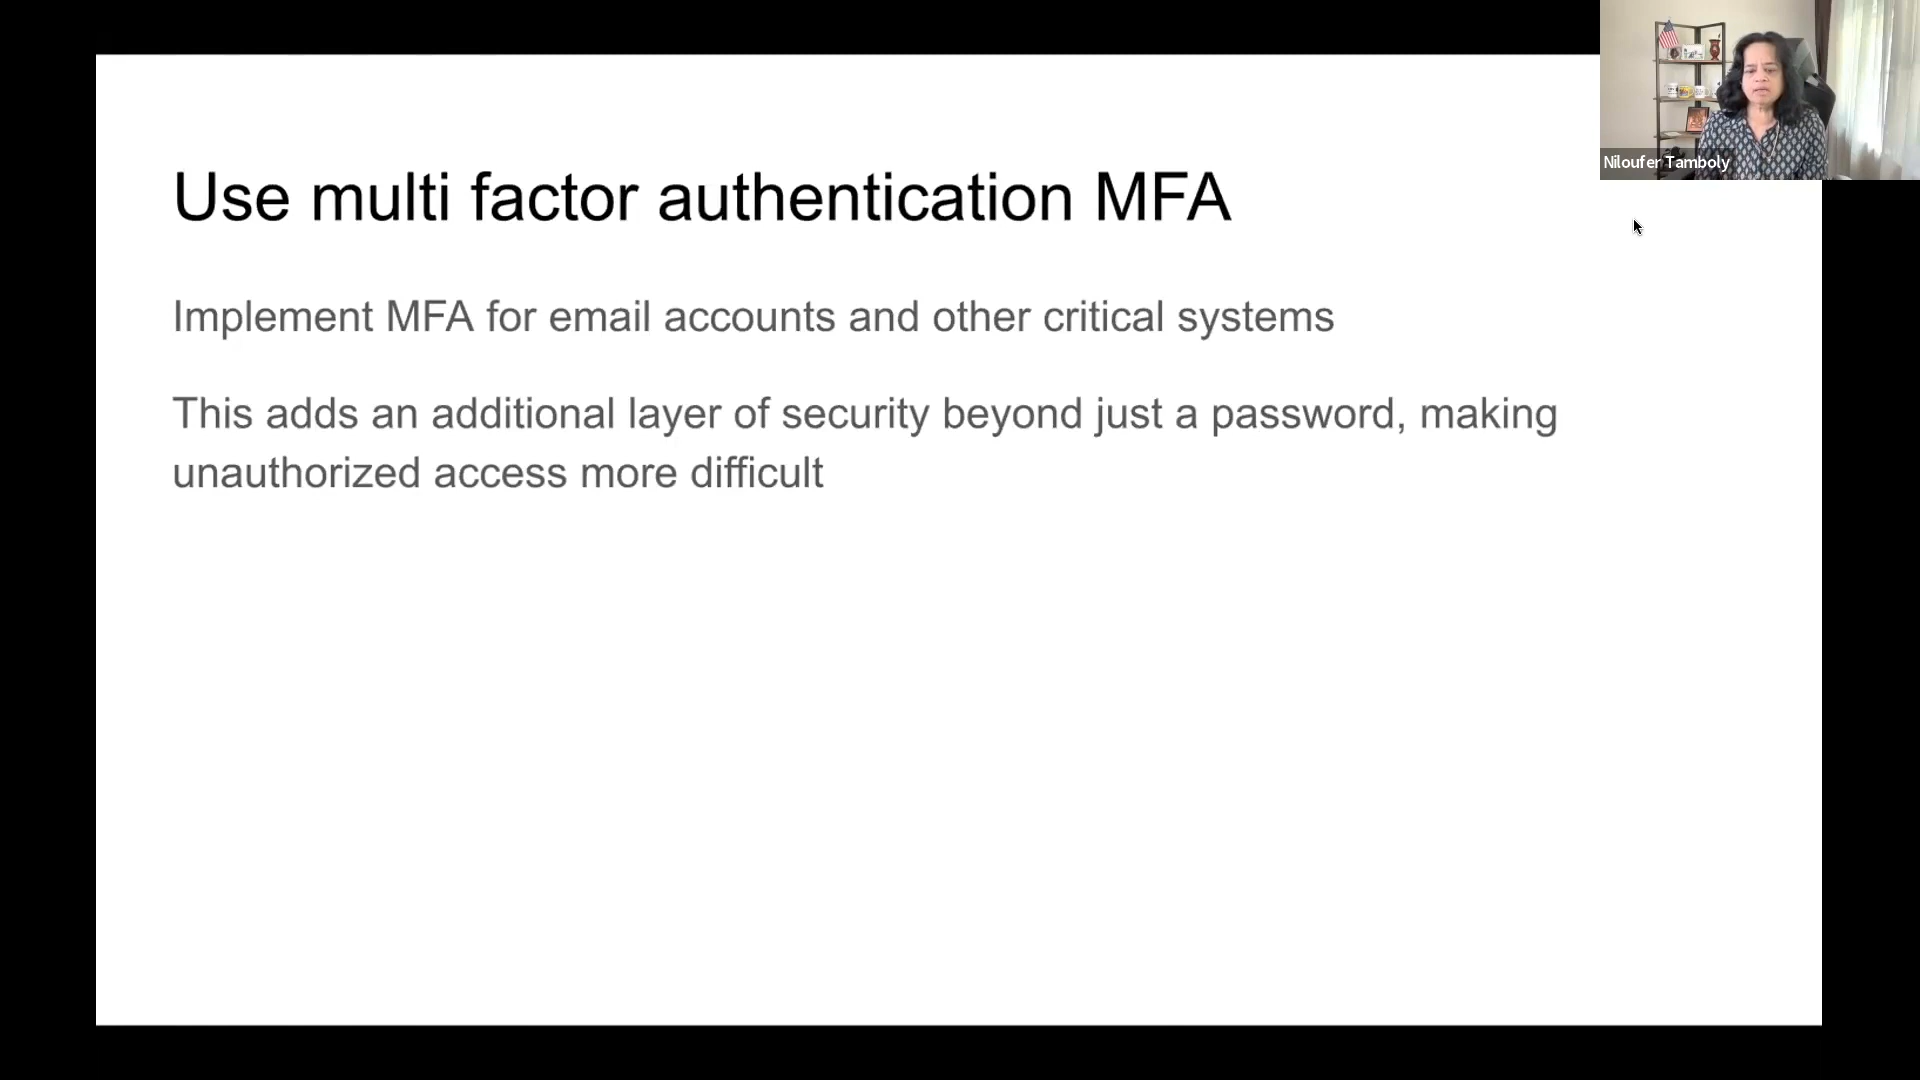 Niloufer Tamboly
Use multi factor authentication MFA
Implement MFA for email accounts and other critical systems
This adds an additional layer of security beyond just a password, making
unauthorized access more difficult